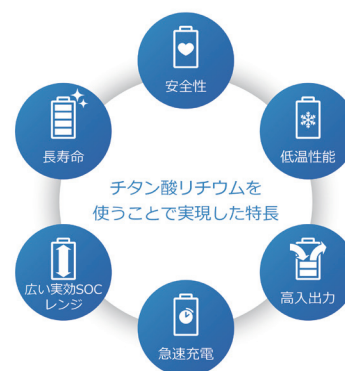 安全性
低温性能
高入出力
急速充電
広い実効SOC
レンジ
長寿命
チタン酸リチウムを
使うことで実現した特長